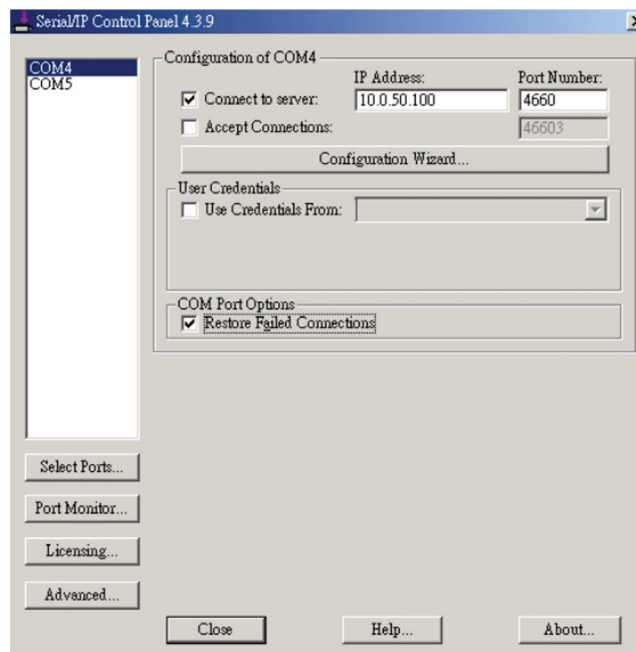 Serial/IP Control Panel 4.3.9
COM4
COM5
Configuration of COM4
IP Address: Port Number:
Connect to server: 10.0.50.100 4660
Accept Connections: 46603
Configuration Wizard...
User Credentials
Use Credentials From:
COM Port Options
Restore Failed Connections
Select Ports...
Port Monitor...
Licensing...
Advanced...
Close Help... About...